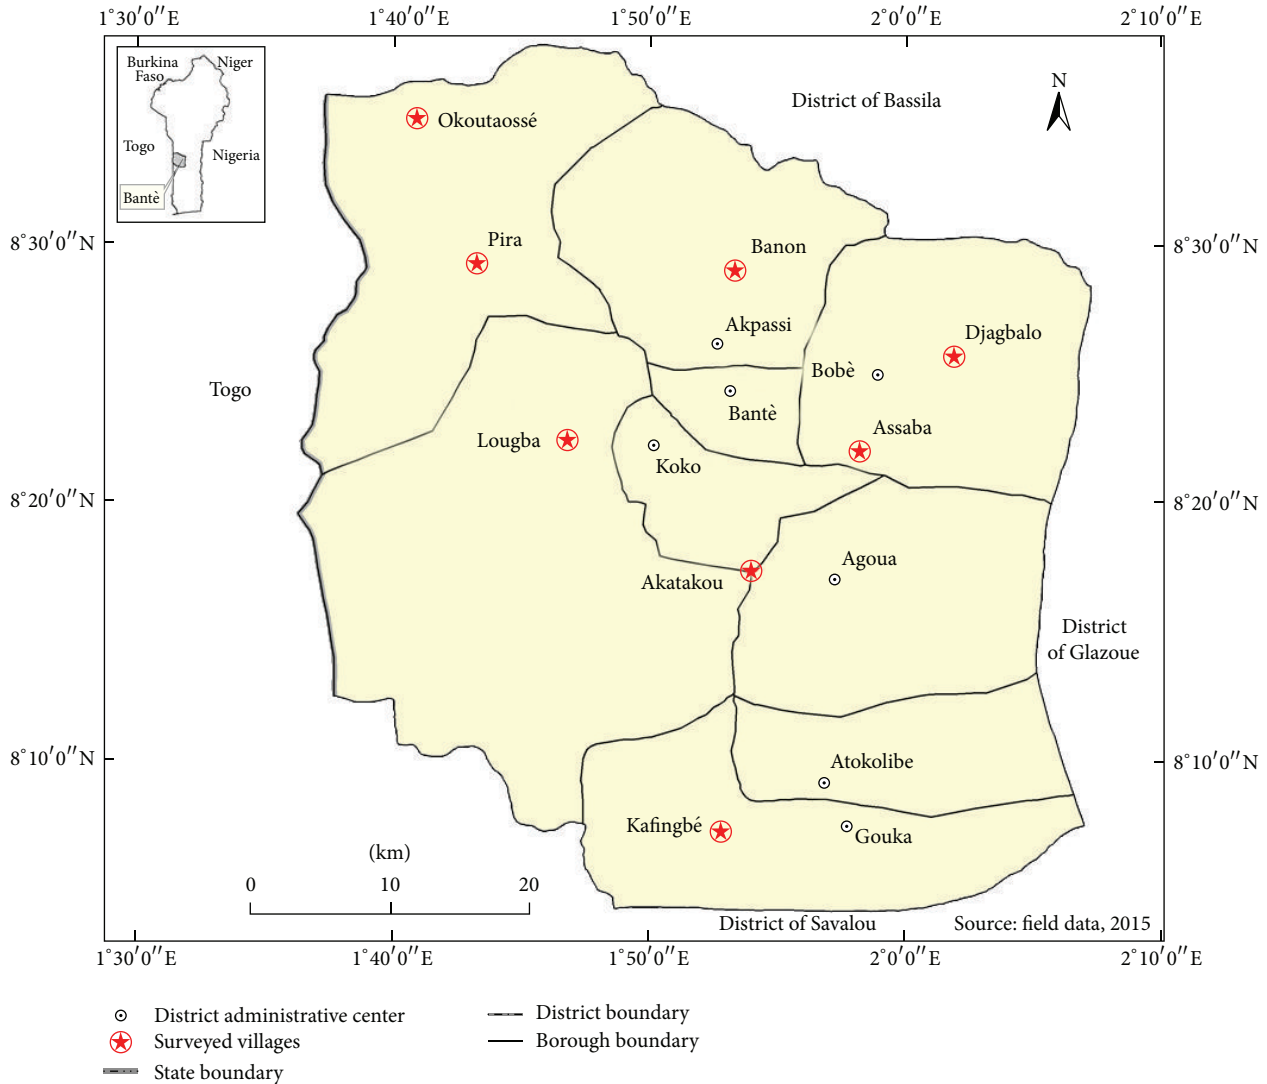 1°30′0″E
1°40′0″E
1°50′0″E
2°0′0″E
2°10′0″E
Burkina
Faso
Niger
Togo
Nigeria
Bantè
N
District of Bassila
Okoutaossé
8°30′0″N
Pira
Banon
8°30′0″N
Akpassi
Djagbalo
Togo
Bobè
Bantè
Assaba
Lougba
Koko
8°20′0″N
8°20′0″N
Agoua
Akatakou
District
of Glazoue
8°10′0″N
Atokolibe
8°10′0″N
Kafingbé
Gouka
(km)
0
10
20
District of Savalou
Source: field data, 2015
1°30′0″E
1°40′0″E
1°50′0″E
2°0′0″E
2°10′0″E
District administrative center
Surveyed villages
State boundary
District boundary
Borough boundary